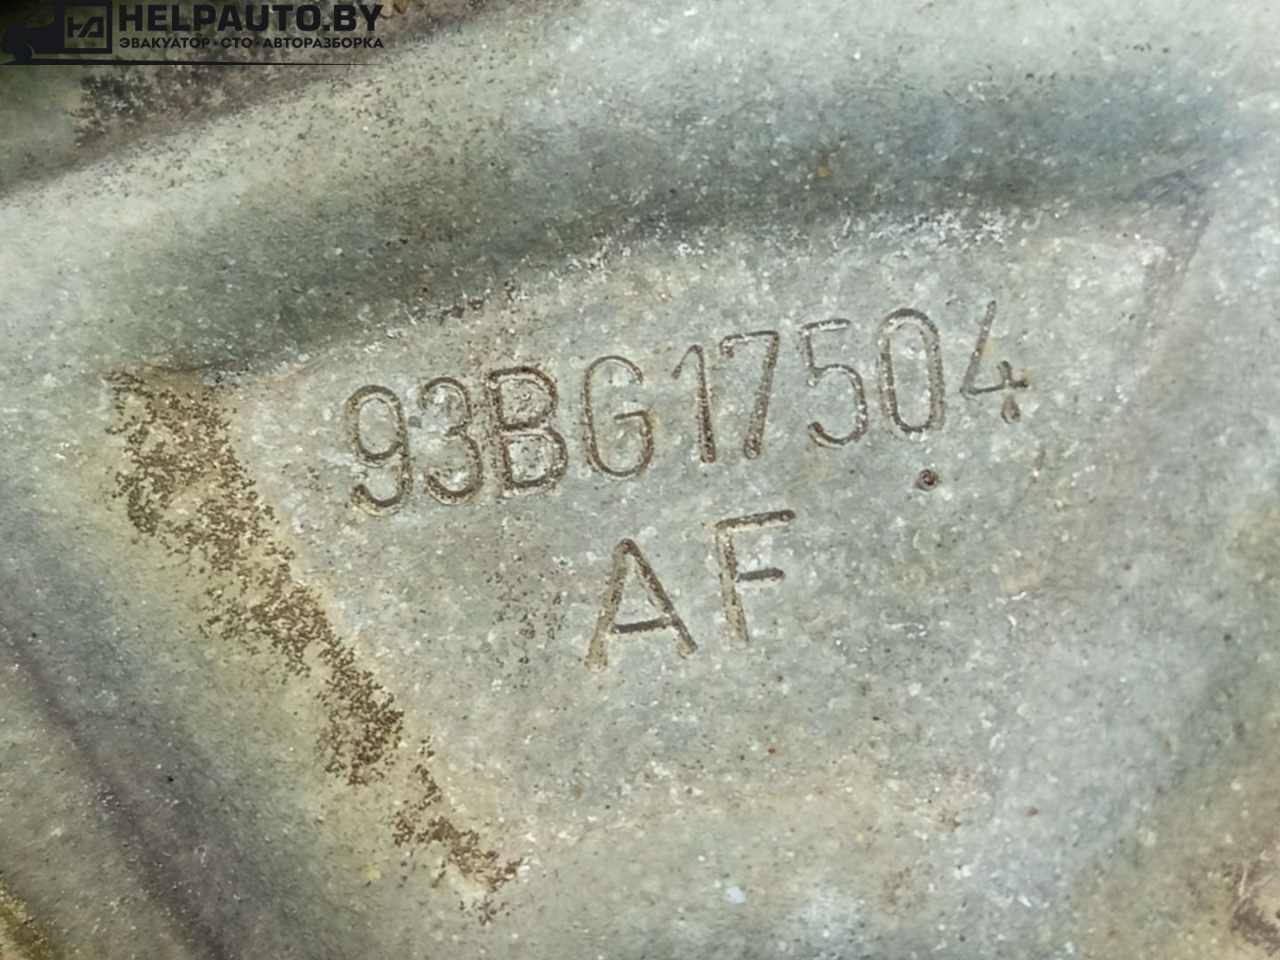 HELPAUTO.BY
ЭВАКУАТОР · СТО · АВТОРАЗБОРКА
93BG17504
AF